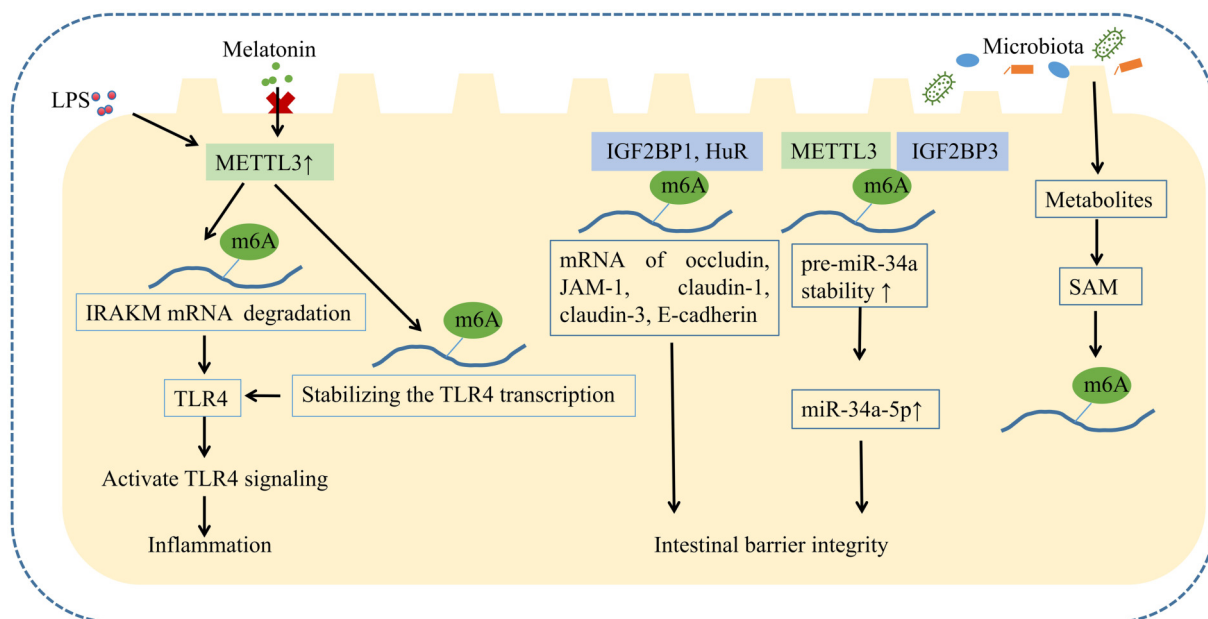 Melatonin
LPS
METTL3↑
m6A
IRAKM mRNA degradation
m6A
TLR4
Stabilizing the TLR4 transcription
Activate TLR4 signaling
Inflammation
IGF2BP1, HuR
m6A
mRNA of occludin,
JAM-1, claudin-1,
claudin-3, E-cadherin
METTL3
IGF2BP3
m6A
pre-miR-34a
stability ↑
miR-34a-5p↑
Intestinal barrier integrity
Microbiota
Metabolites
SAM
m6A